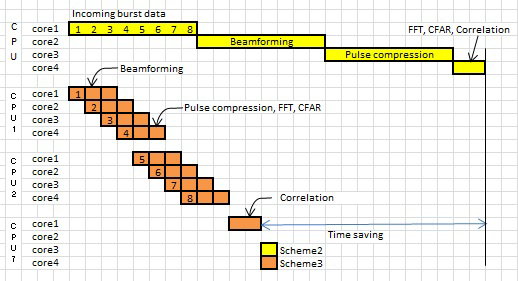 Incoming burst data
FFT, CFAR, Correlation
C
P
U
core1 1 2 3 4 5 6 7 8
core2 Beamforming
core3 Pulse compression
core4
Beamforming
C
P
U
1
core1 1
core2 2
core3 3
core4 4
Pulse compression, FFT, CFAR
C
P
U
2
core1 5
core2 6
core3 7
core4 8
Correlation
C
P
U
?
core1
core2 Time saving
core3 Scheme2
core4 Scheme3